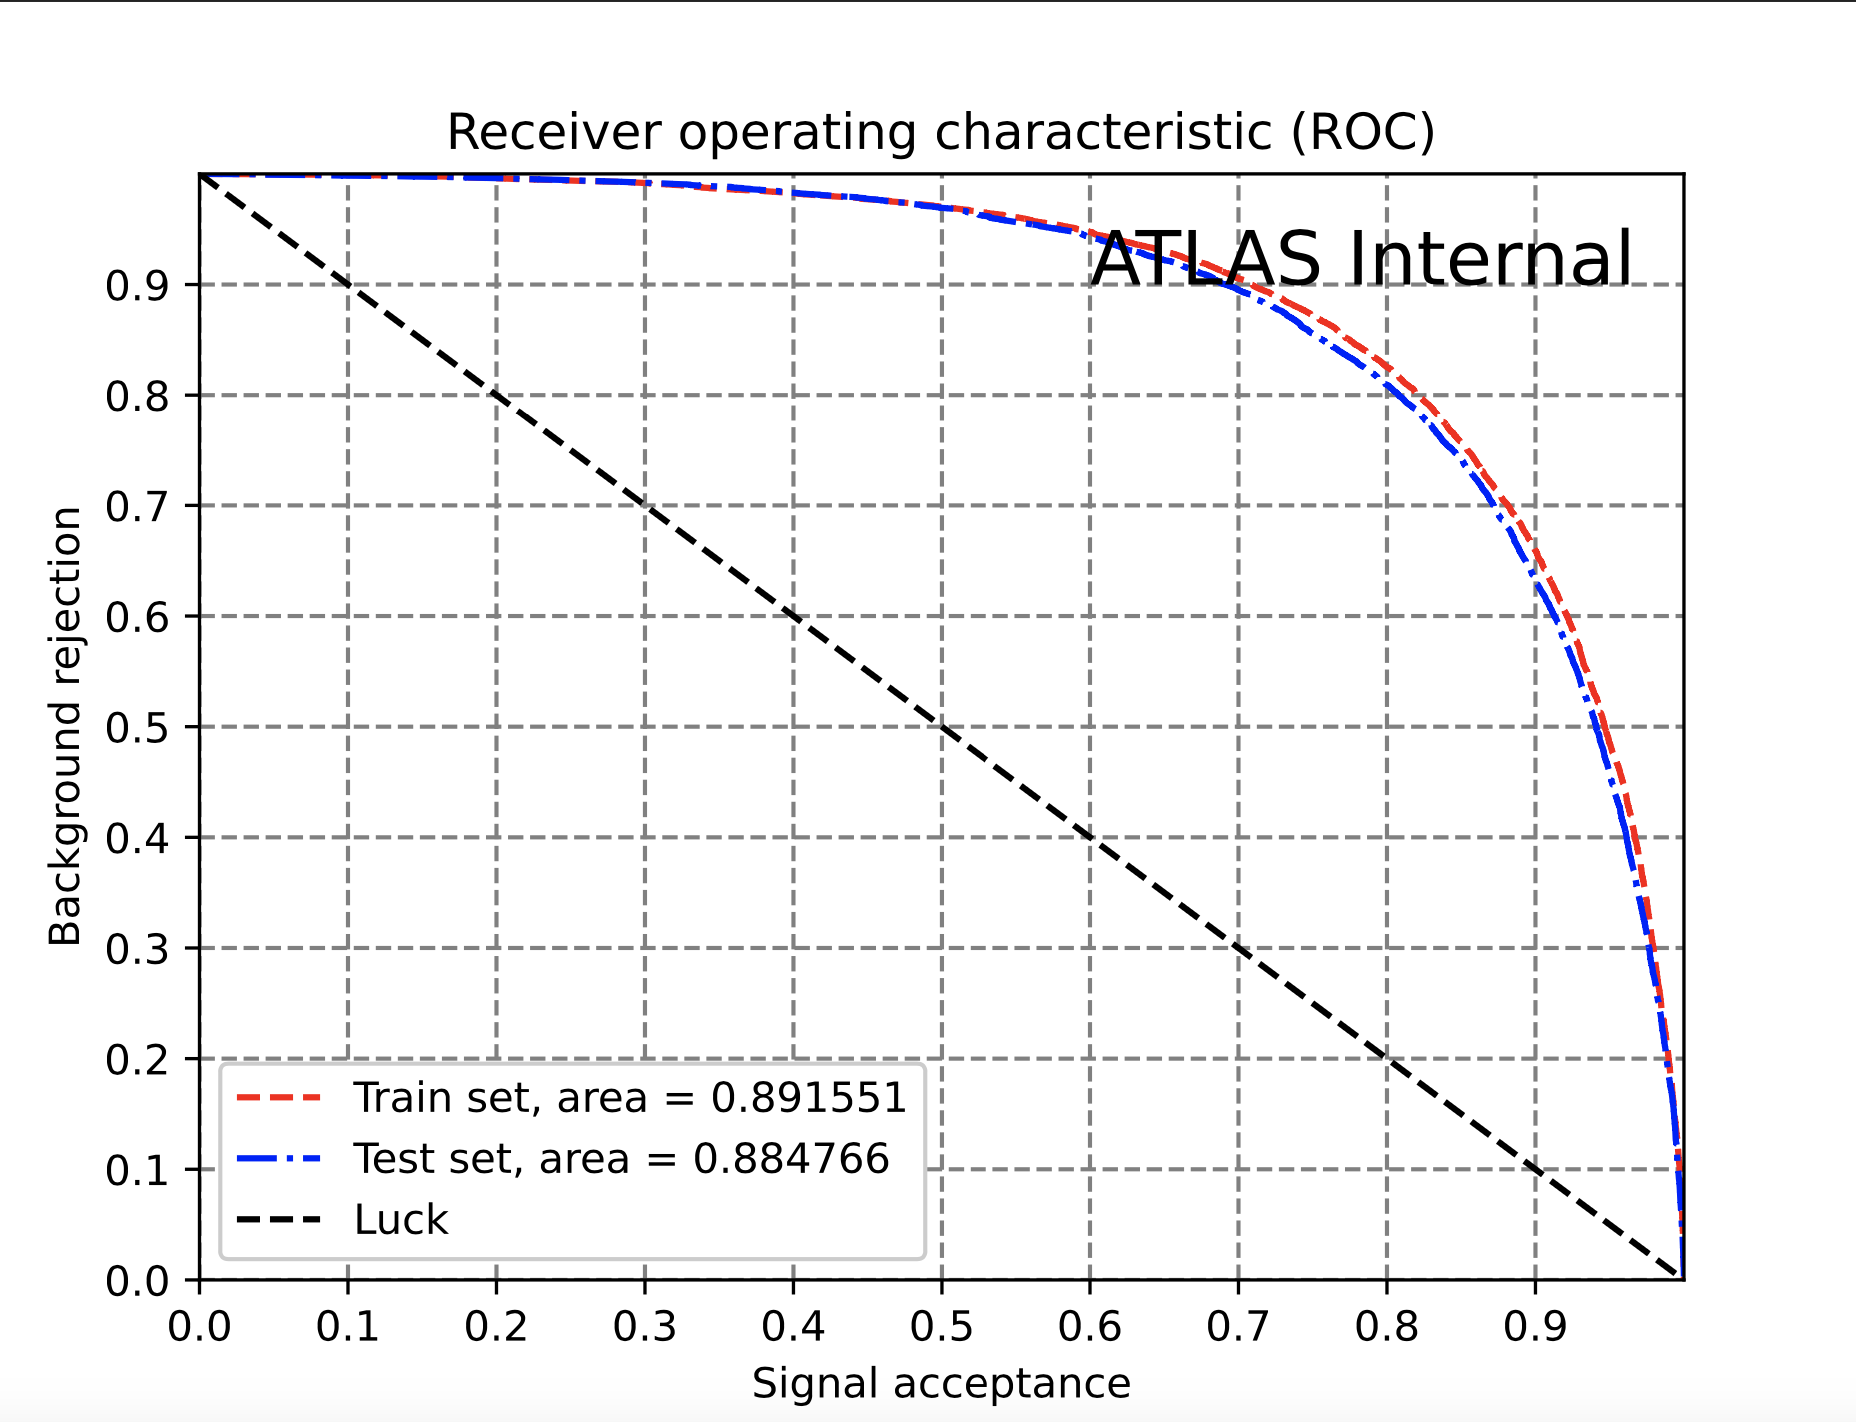 Receiver operating characteristic (ROC)
ATLAS Internal
0.9
0.8
0.7
0.6
0.5
0.4
0.3
0.2
0.1
0.0
Background rejection
Train set, area = 0.891551
Test set, area = 0.884766
Luck
0.0 0.1 0.2 0.3 0.4 0.5 0.6 0.7 0.8 0.9
Signal acceptance